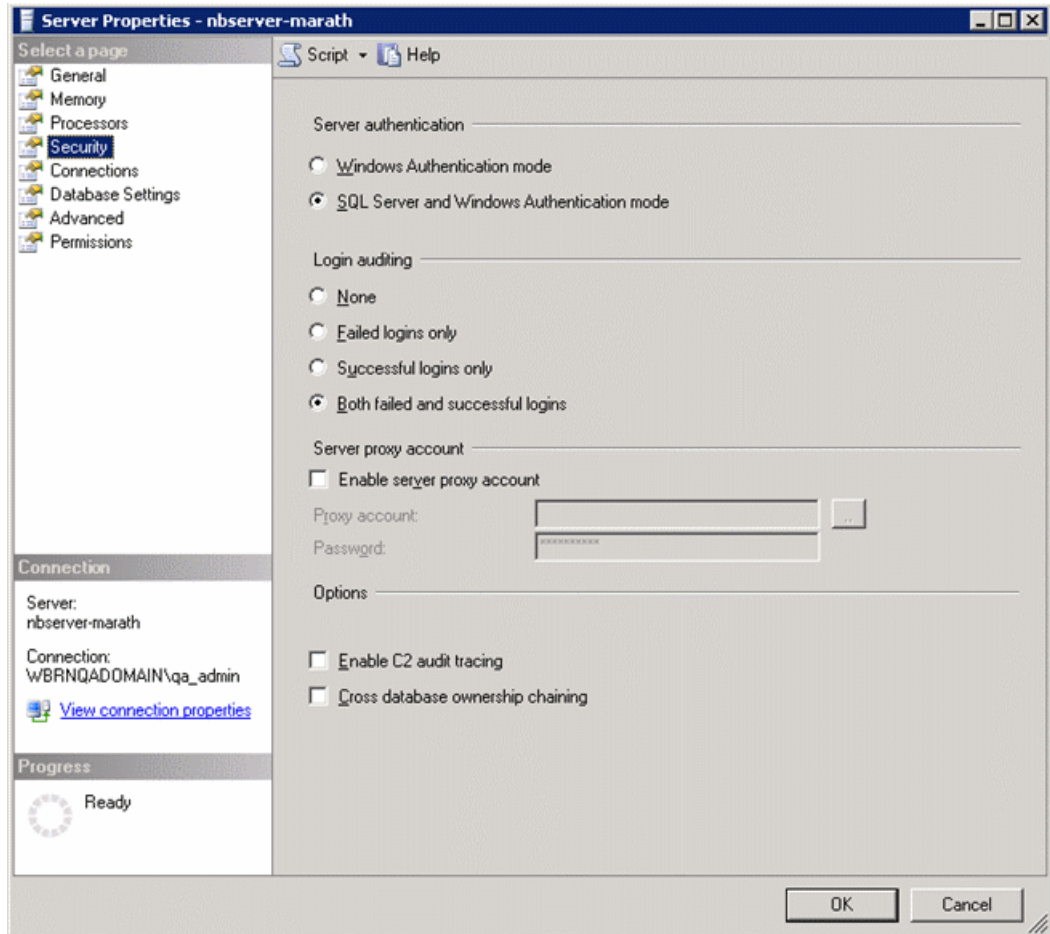 Server Properties - nbserver-marath
Select a page
General
Memory
Processors
Security
Connections
Database Settings
Advanced
Permissions
Script Help
Server authentication
Windows Authentication mode
SQL Server and Windows Authentication mode
Login auditing
None
Failed logins only
Successful logins only
Both failed and successful logins
Server proxy account
Enable server proxy account
Proxy account:
..
Password:
**********
Options
Enable C2 audit tracing
Cross database ownership chaining
Connection
Server:
nbserver-marath
Connection:
WBRNQADOMAIN\qa_admin
View connection properties
Progress
Ready
OK Cancel